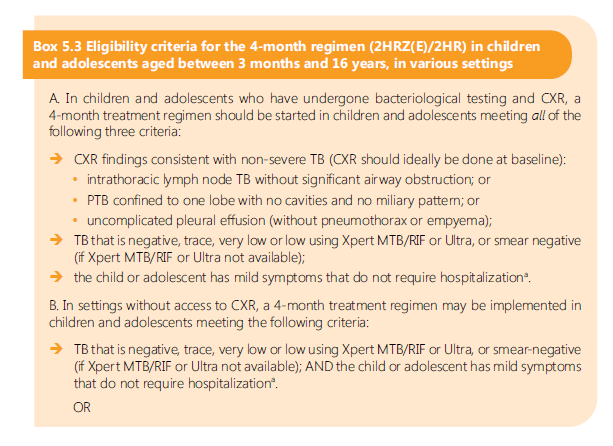 Box 5.3 Eligibility criteria for the 4-month regimen (2HRZ(E)/2HR) in children
and adolescents aged between 3 months and 16 years, in various settings
A. In children and adolescents who have undergone bacteriological testing and CXR, a
4-month treatment regimen should be started in children and adolescents meeting all of the
following three criteria:
➔ CXR findings consistent with non-severe TB (CXR should ideally be done at baseline):
• intrathoracic lymph node TB without significant airway obstruction; or
• PTB confined to one lobe with no cavities and no miliary pattern; or
• uncomplicated pleural effusion (without pneumothorax or empyema);
➔ TB that is negative, trace, very low or low using Xpert MTB/RIF or Ultra, or smear negative
(if Xpert MTB/RIF or Ultra not available);
➔ the child or adolescent has mild symptoms that do not require hospitalizationᵃ.
B. In settings without access to CXR, a 4-month treatment regimen may be implemented in
children and adolescents meeting the following criteria:
➔ TB that is negative, trace, very low or low using Xpert MTB/RIF or Ultra, or smear-negative
(if Xpert MTB/RIF or Ultra not available); AND the child or adolescent has mild symptoms
that do not require hospitalizationᵃ.
OR